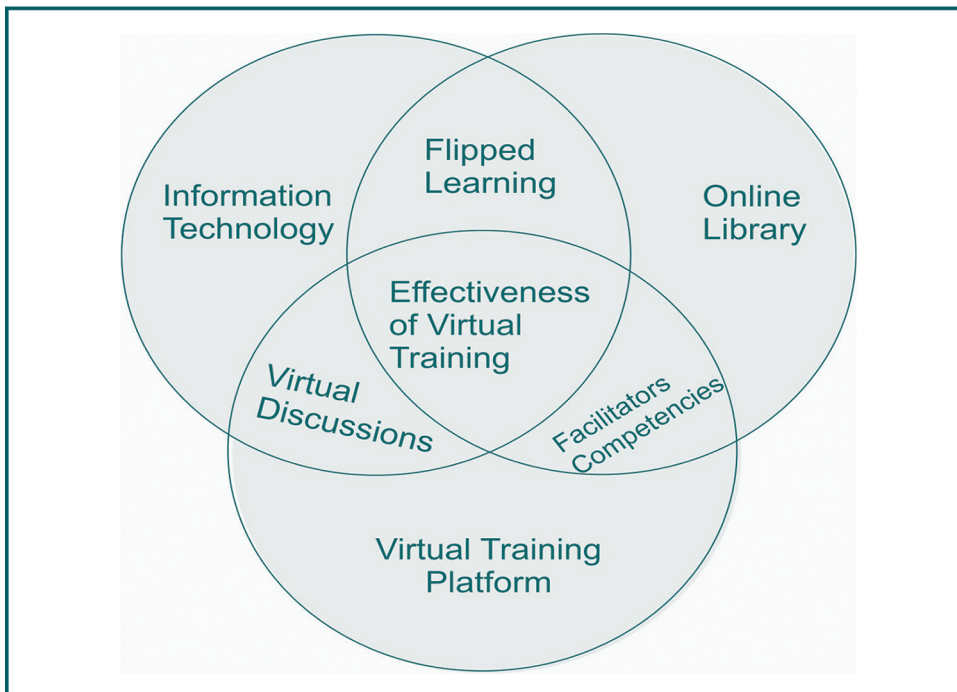 Flipped
Learning
Information
Technology
Online
Library
Effectiveness
of Virtual
Training
Virtual
Discussions
Facilitators
Competencies
Virtual Training
Platform